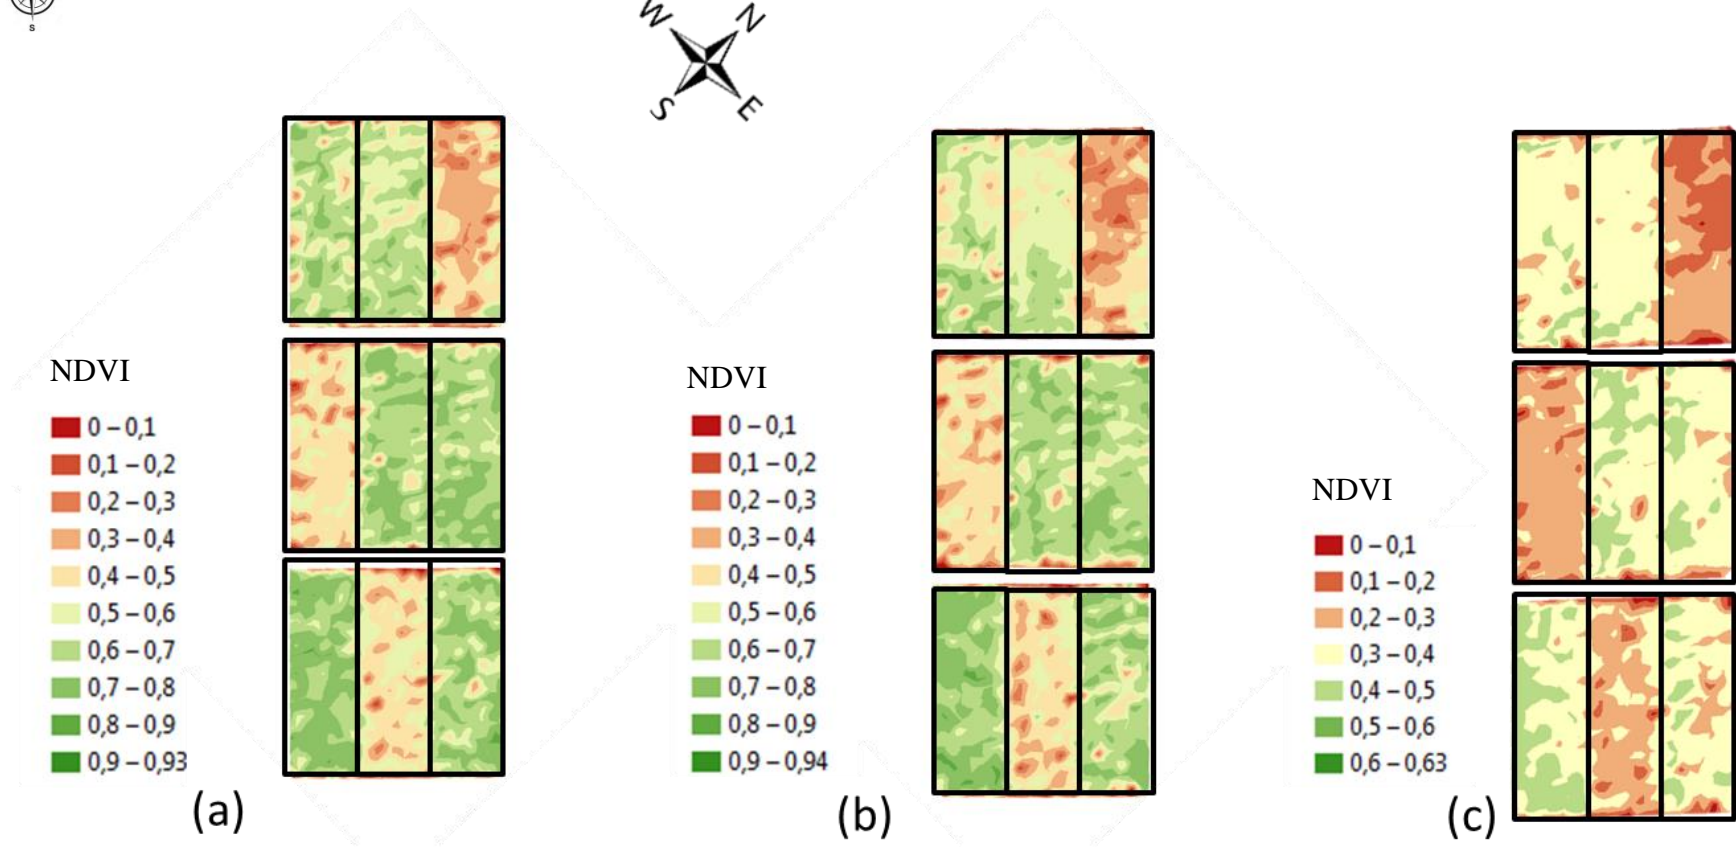 S
W N
S E
NDVI
0 – 0,1
0,1 – 0,2
0,2 – 0,3
0,3 – 0,4
0,4 – 0,5
0,5 – 0,6
0,6 – 0,7
0,7 – 0,8
0,8 – 0,9
0,9 – 0,93
(a)
NDVI
0 – 0,1
0,1 – 0,2
0,2 – 0,3
0,3 – 0,4
0,4 – 0,5
0,5 – 0,6
0,6 – 0,7
0,7 – 0,8
0,8 – 0,9
0,9 – 0,94
(b)
NDVI
0 – 0,1
0,1 – 0,2
0,2 – 0,3
0,3 – 0,4
0,4 – 0,5
0,5 – 0,6
0,6 – 0,63
(c)